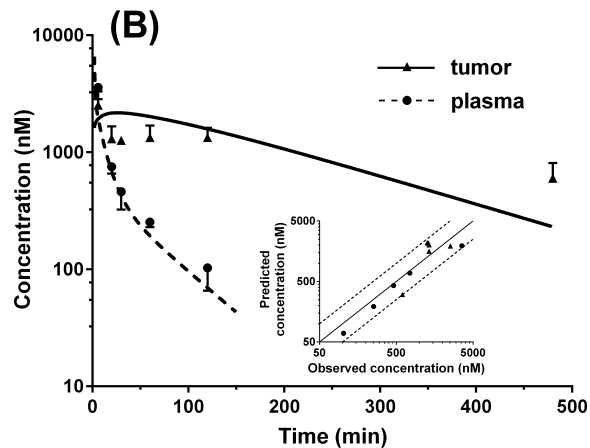 (B)
10000
1000
100
10
Concentration (nM)
tumor
plasma
5000
500
50
Predicted
concentration (nM)
50 500 5000
Observed concentration (nM)
0 100 200 300 400 500
Time (min)